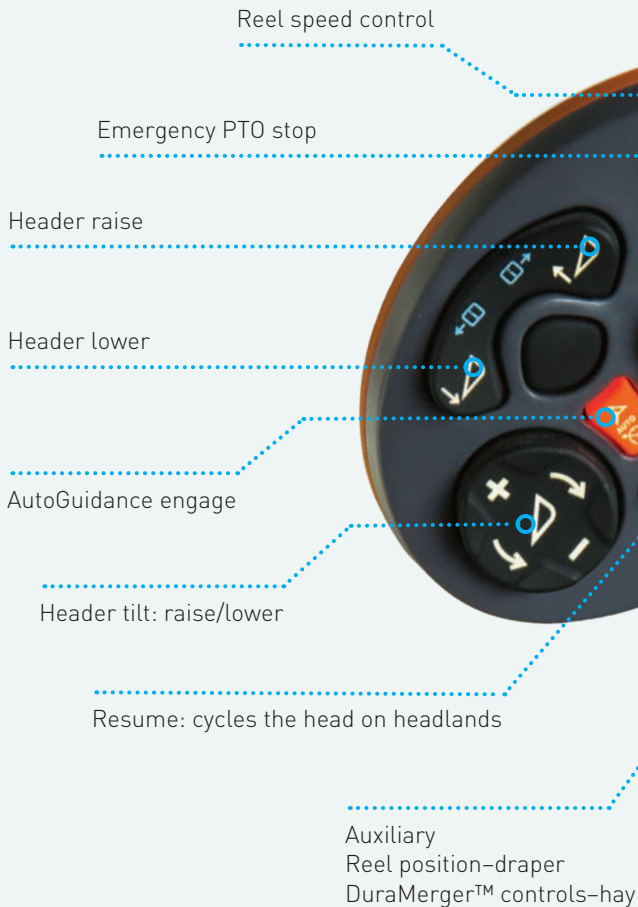 Reel speed control
Emergency PTO stop
Header raise
Header lower
AUTO
AutoGuidance engage
+
−
Header tilt: raise/lower
Resume: cycles the head on headlands
Auxiliary
Reel position–draper
DuraMerger™ controls–hay